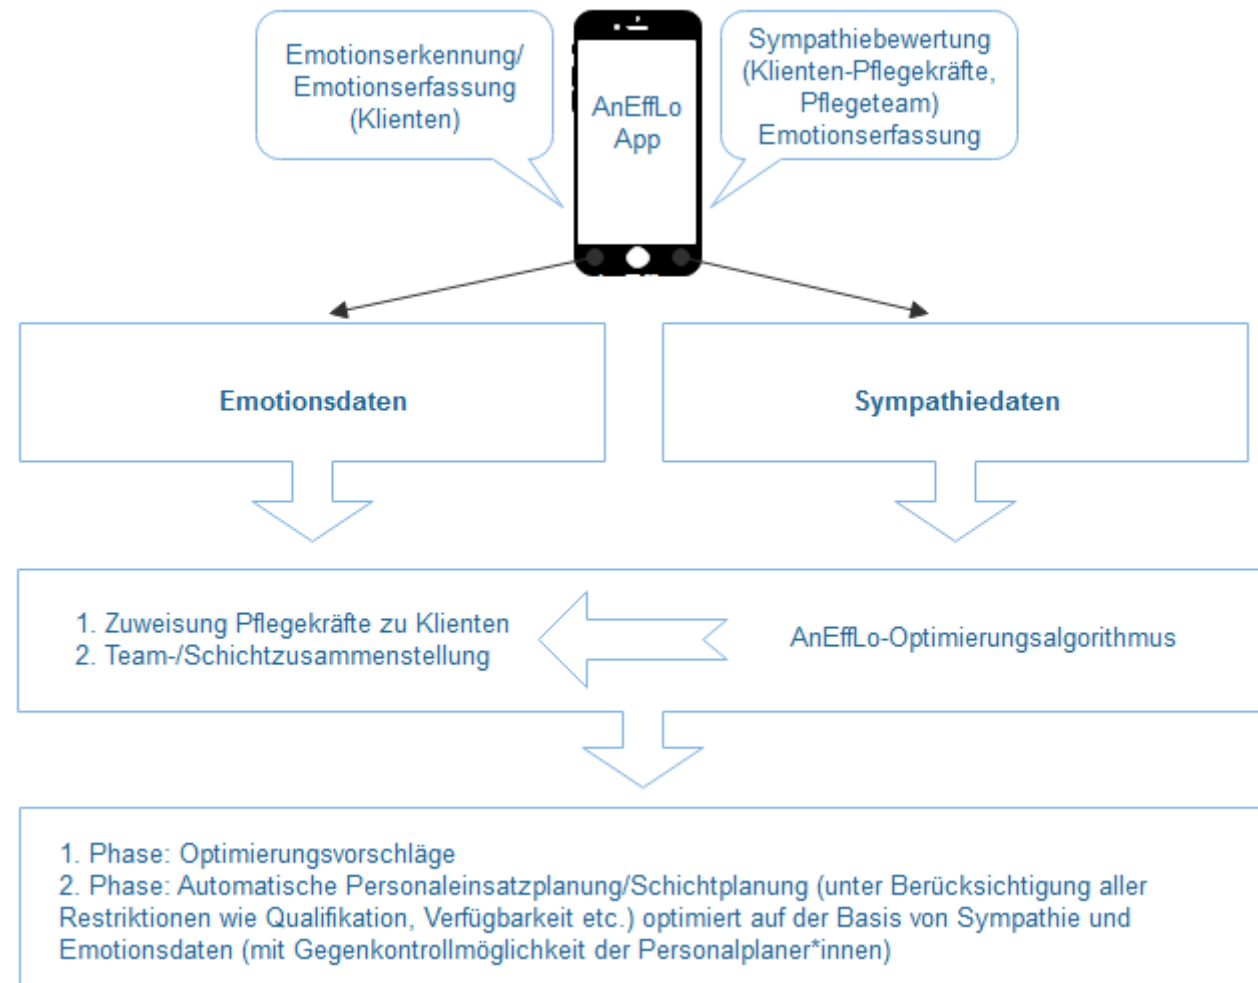 Emotionserkennung/
Emotionserfassung
(Klienten)
AnEffLo
App
Sympathiebewertung
(Klienten-Pflegekräfte,
Pflegeteam)
Emotionserfassung
Emotionsdaten
Sympathiedaten
1. Zuweisung Pflegekräfte zu Klienten
2. Team-/Schichtzusammenstellung
AnEffLo-Optimierungsalgorithmus
1. Phase: Optimierungsvorschläge
2. Phase: Automatische Personaleinsatzplanung/Schichtplanung (unter Berücksichtigung aller
Restriktionen wie Qualifikation, Verfügbarkeit etc.) optimiert auf der Basis von Sympathie und
Emotionsdaten (mit Gegenkontrollmöglichkeit der Personalplaner*innen)